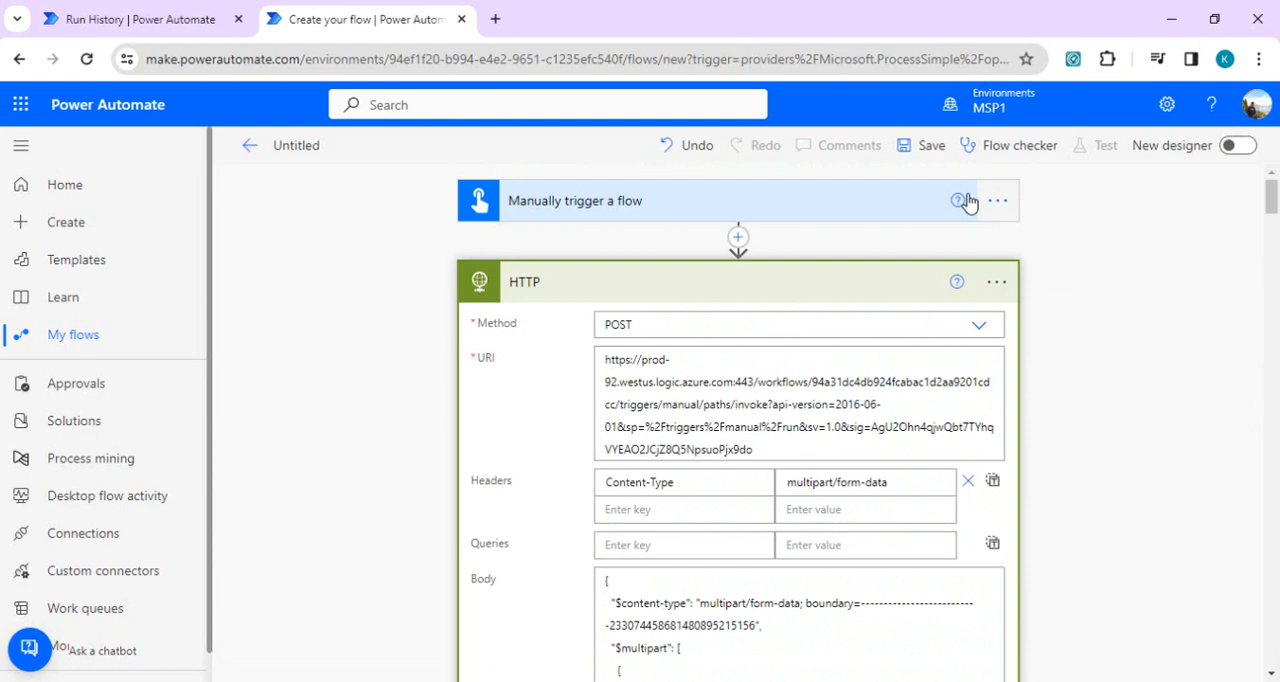 Run History | Power Automate
Create your flow | Power Autom
make.powerautomate.com/environments/94ef1f20-b994-e4e2-9651-c1235efc540f/flows/new?trigger=providers%2FMicrosoft.ProcessSimple%2Fop...
K
Power Automate
Search
Environments
MSP1
Untitled
Undo
Redo
Comments
Save
Flow checker
Test
New designer
Home
Create
Templates
Learn
My flows
Approvals
Solutions
Process mining
Desktop flow activity
Connections
Custom connectors
Work queues
Mo
Ask a chatbot
Manually trigger a flow
HTTP
* Method
POST
* URI
https://prod-
92.westus.logic.azure.com:443/workflows/94a31dc4db924fcabac1d2aa9201cd
cc/triggers/manual/paths/invoke?api-version=2016-06-
01&sp=%2Ftriggers%2Fmanual%2Frun&sv=1.0&sig=AgU2Ohn4qjwQbt7TYhq
VYEAO2JCjZ8Q5NpsuoPjx9do
Headers
Content-Type
multipart/form-data
Enter key
Enter value
Queries
Enter key
Enter value
Body
{
"$content-type": "multipart/form-data; boundary=-------------------------
-233074458681480895215156",
"$multipart": [
{